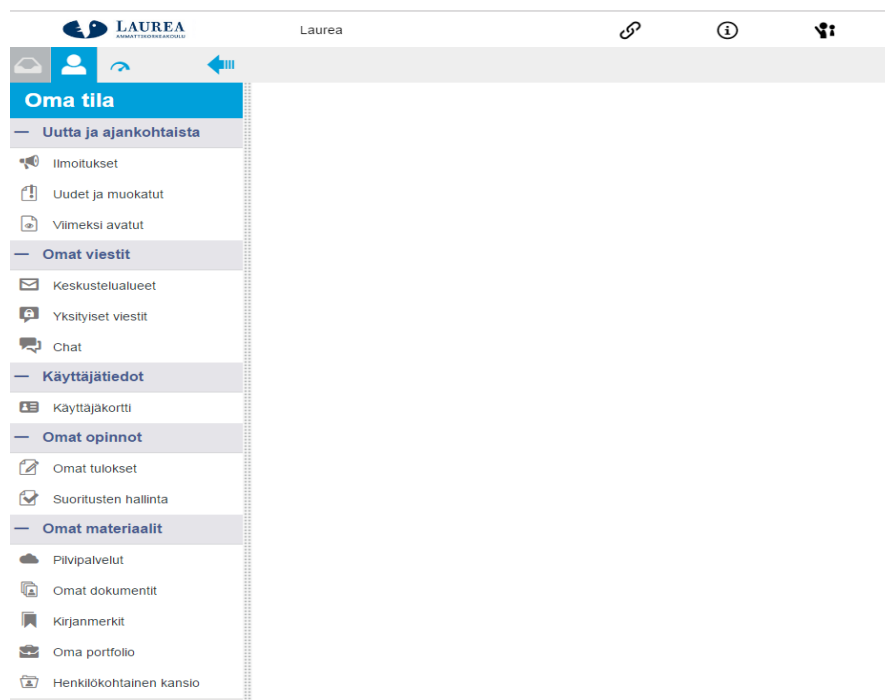 LAUREA
AMMATTIKORKEAKOULU
Laurea
Oma tila
Uutta ja ajankohtaista
Ilmoitukset
Uudet ja muokatut
Viimeksi avatut
Omat viestit
Keskustelualueet
Yksityiset viestit
Chat
Käyttäjätiedot
Käyttäjäkortti
Omat opinnot
Omat tulokset
Suoritusten hallinta
Omat materiaalit
Pilvipalvelut
Omat dokumentit
Kirjanmerkit
Oma portfolio
Henkilökohtainen kansio